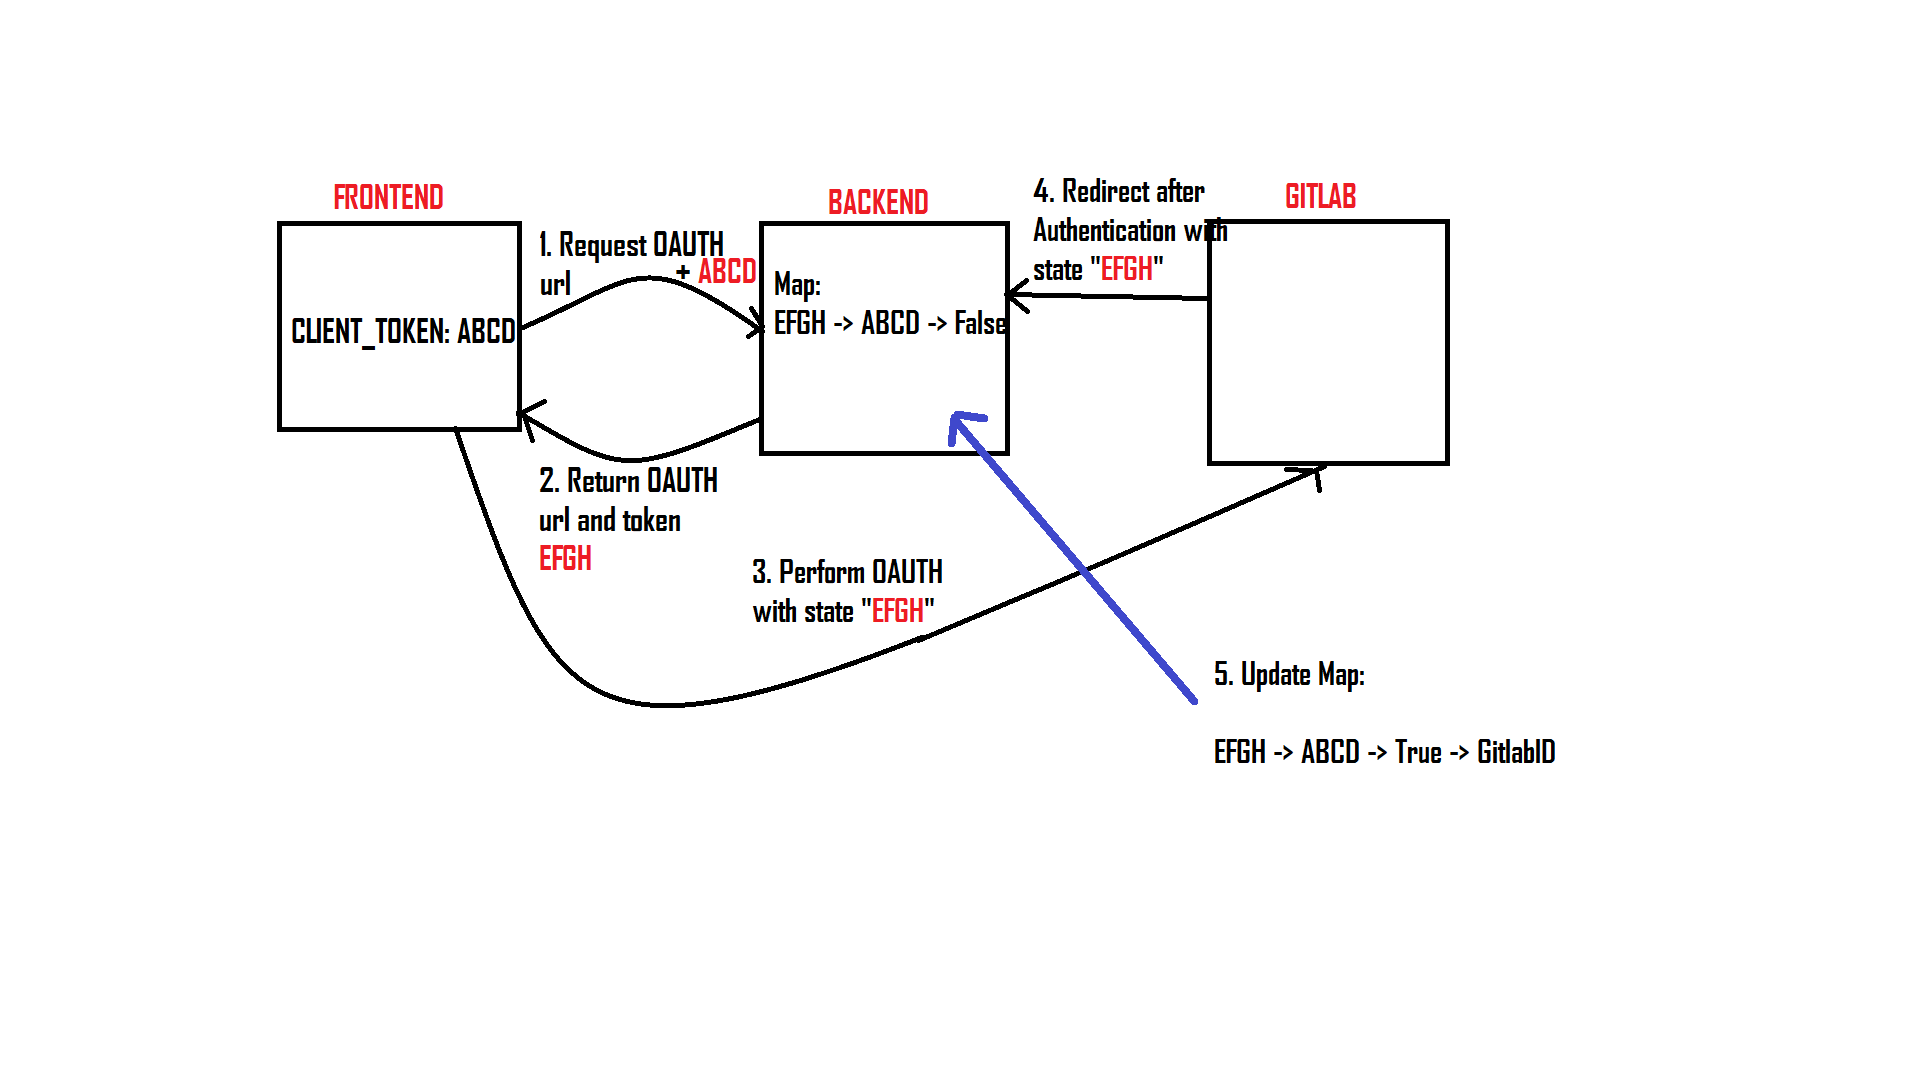 FRONTEND
CLIENT_TOKEN: ABCD
1. Request OAUTH
url
+ ABCD
BACKEND
Map:
EFGH -> ABCD -> False
4. Redirect after
Authentication with
state "EFGH"
GITLAB
2. Return OAUTH
url and token
EFGH
3. Perform OAUTH
with state "EFGH"
5. Update Map:
EFGH -> ABCD -> True -> GitlabID